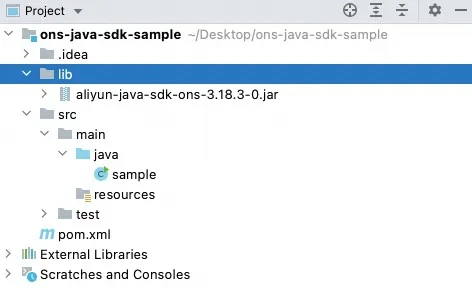 Project
ons-java-sdk-sample ~/Desktop/ons-java-sdk-sample
.idea
lib
aliyun-java-sdk-ons-3.18.3-0.jar
src
main
java
sample
resources
test
pom.xml
External Libraries
Scratches and Consoles